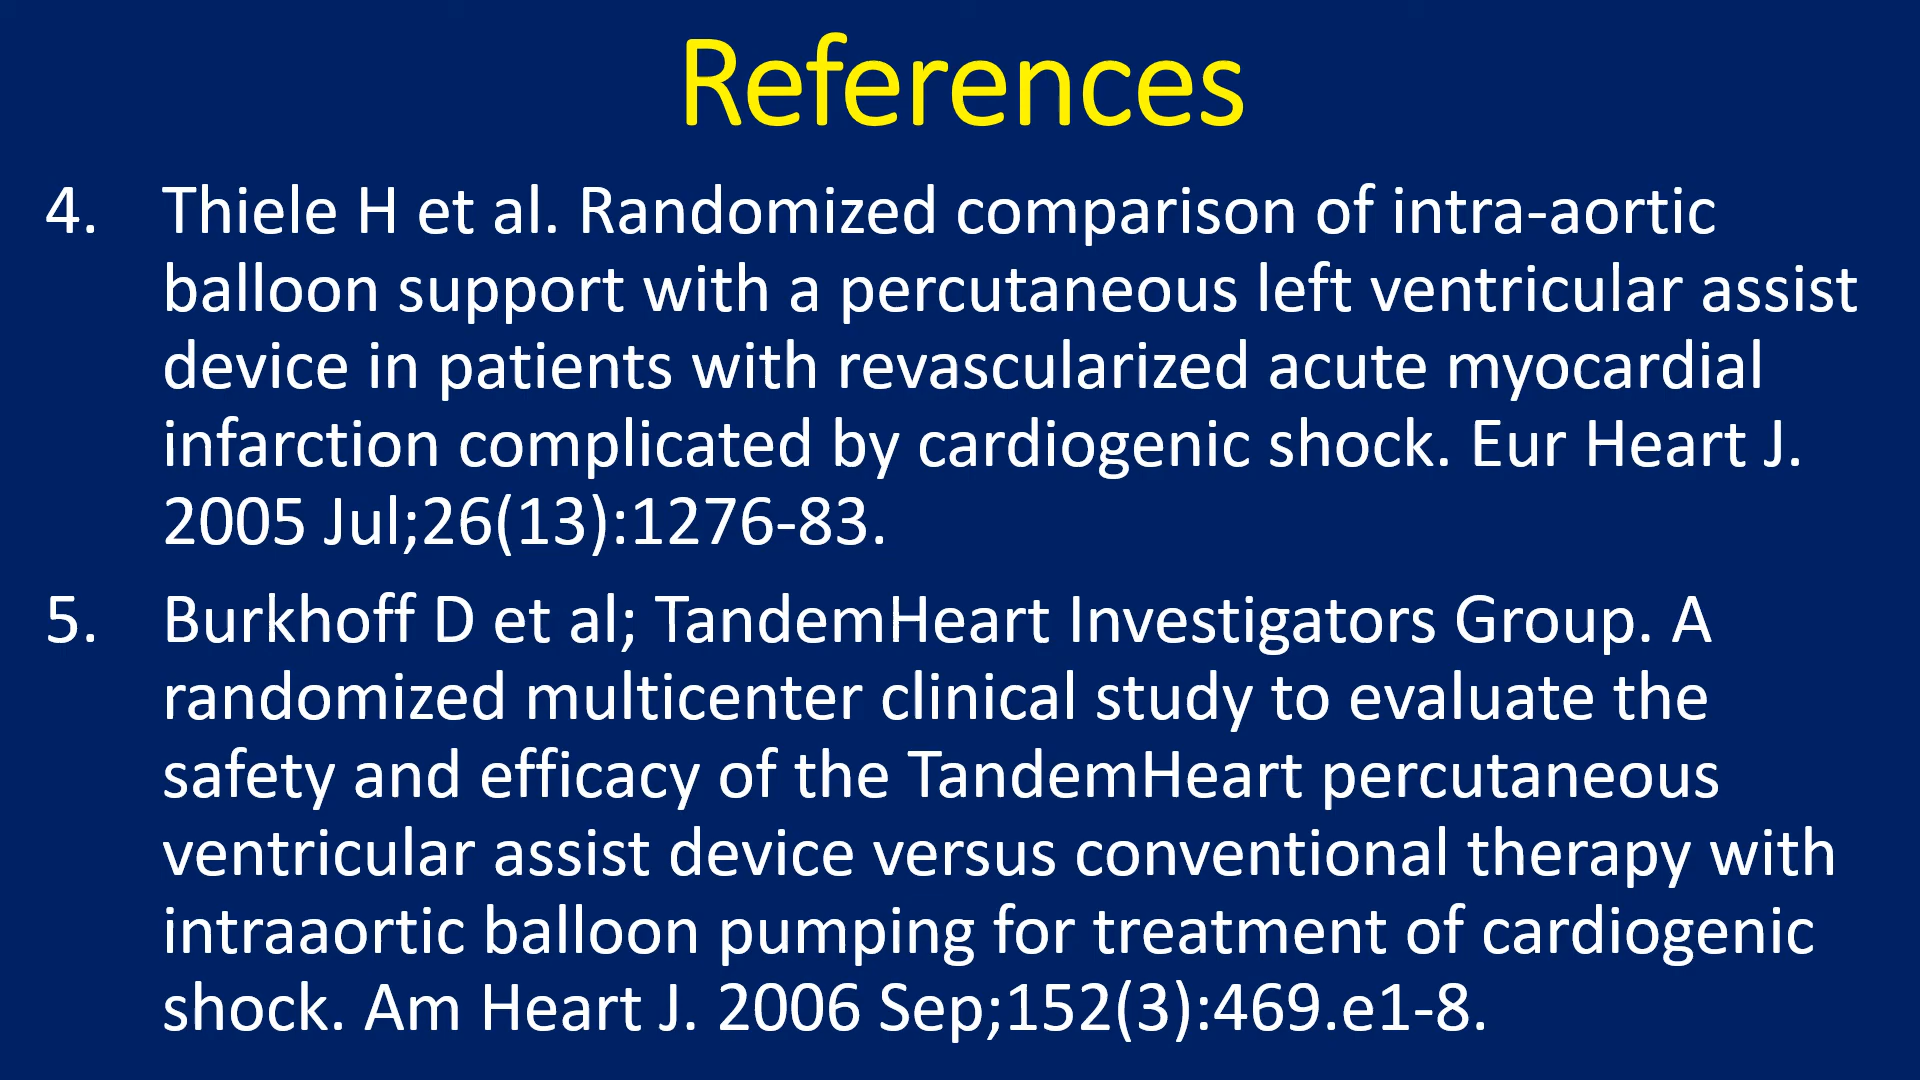 References
4. Thiele H et al. Randomized comparison of intra-aortic
balloon support with a percutaneous left ventricular assist
device in patients with revascularized acute myocardial
infarction complicated by cardiogenic shock. Eur Heart J.
2005 Jul;26(13):1276-83.
5. Burkhoff D et al; TandemHeart Investigators Group. A
randomized multicenter clinical study to evaluate the
safety and efficacy of the TandemHeart percutaneous
ventricular assist device versus conventional therapy with
intraaortic balloon pumping for treatment of cardiogenic
shock. Am Heart J. 2006 Sep;152(3):469.e1-8.